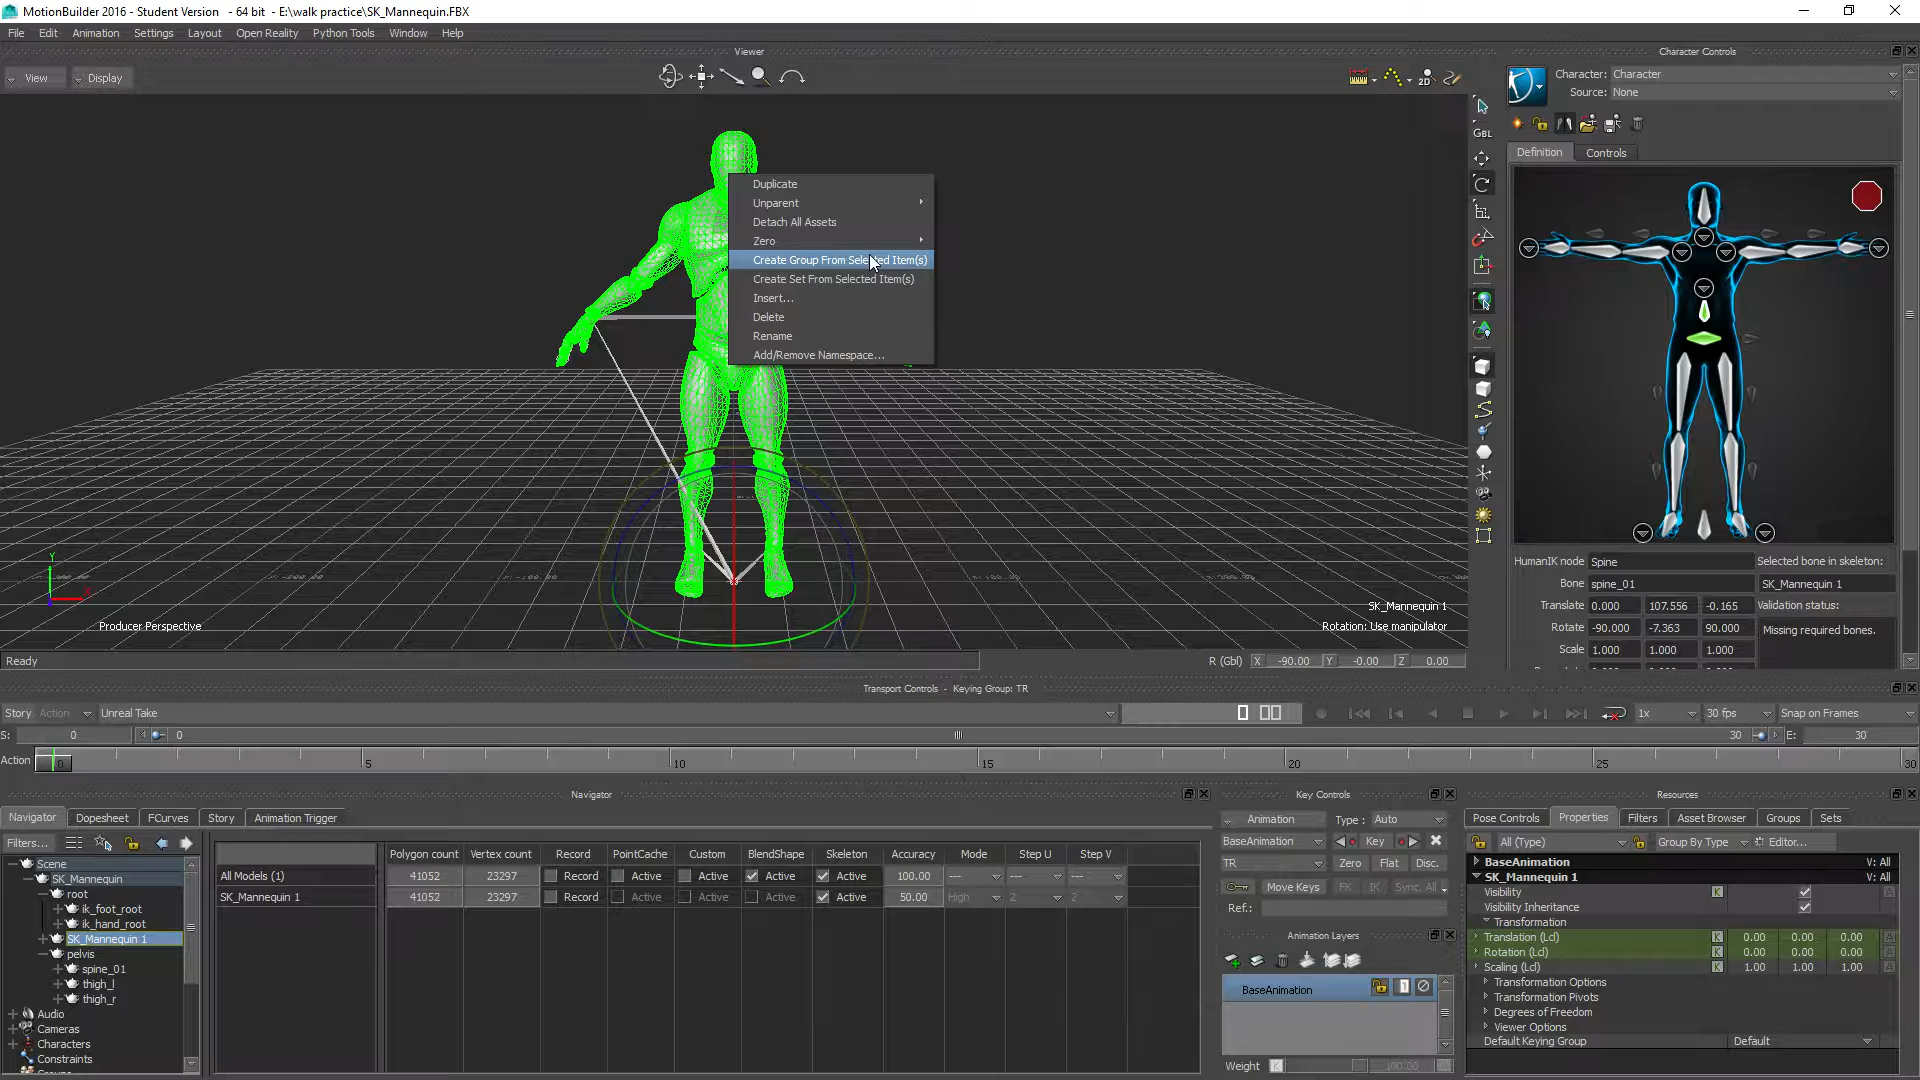 MotionBuilder 2016 - Student Version - 64 bit - E:\walk practice\SK_Mannequin.FBX
File Edit Animation Settings Layout Open Reality Python Tools Window Help
Viewer
Character Controls
View Display
2D
Character: Character
Source: None
GBL
Definition Controls
Duplicate
Unparent
Detach All Assets
Zero
Create Group From Selected Item(s)
Create Set From Selected Item(s)
Insert...
Delete
Rename
Add/Remove Namespace...
Y
X
Producer Perspective
SK_Mannequin 1
Rotation: Use manipulator
HumanIK node Spine Selected bone in skeleton:
Bone spine_01 SK_Mannequin 1
Translate 0.000 107.556 -0.165 Validation status:
Rotate -90.000 -7.363 90.000 Missing required bones.
Scale 1.000 1.000 1.000
Ready
R (Gbl) X -90.00 Y -0.00 Z 0.00
Transport Controls - Keying Group: TR
Story Action Unreal Take 1x 30 fps Snap on Frames
S: 0 0 30 E: 30
Action 0 5 10 15 20 25 30
Navigator
Key Controls
Resources
Navigator Dopesheet FCurves Story Animation Trigger
Filters...
Scene
SK_Mannequin
root
ik_foot_root
ik_hand_root
SK_Mannequin 1
pelvis
spine_01
thigh_l
thigh_r
Audio
Cameras
Characters
Constraints
Polygon count Vertex count Record PointCache Custom BlendShape Skeleton Accuracy Mode Step U Step V
All Models (1) 41052 23297 Record Active Active Active Active 100.00 --- --- ---
SK_Mannequin 1 41052 23297 Record Active Active Active Active 50.00 High 2 2
Animation Type : Auto
BaseAnimation Key
TR Zero Flat Disc.
Move Keys FK IK Sync. All
Ref.:
Animation Layers
BaseAnimation 1
Weight K 100.00
Pose Controls Properties Filters Asset Browser Groups Sets
All (Type) Group By Type Editor...
BaseAnimation V: All
SK_Mannequin 1 V: All
Visibility K A
Visibility Inheritance
Transformation
Translation (Lcl) K 0.00 0.00 0.00 A
Rotation (Lcl) K 0.00 0.00 0.00 A
Scaling (Lcl) K 1.00 1.00 1.00 A
Transformation Options
Transformation Pivots
Degrees of Freedom
Viewer Options
Default Keying Group Default